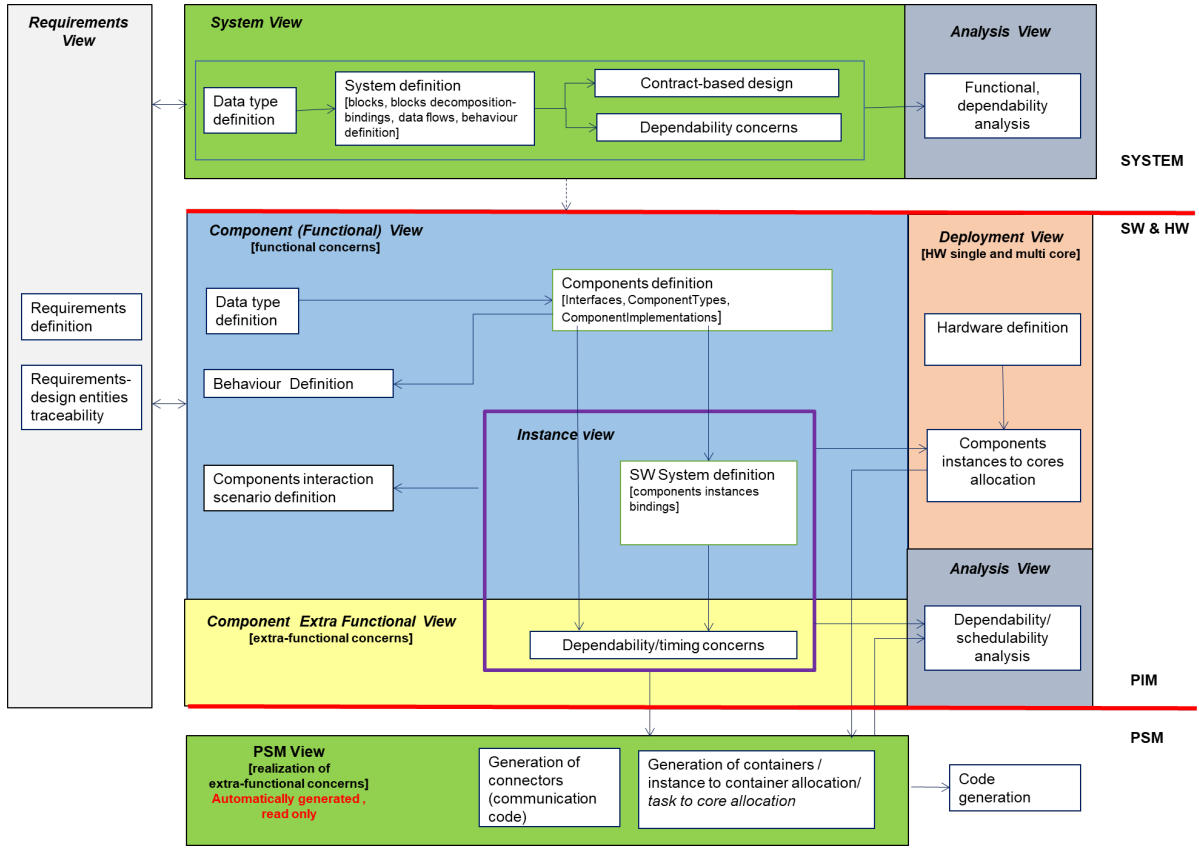 Requirements
View
System View
Analysis View
Data type
definition
System definition
[blocks, blocks decomposition-
bindings, data flows, behaviour
definition]
Contract-based design
Dependability concerns
Functional,
dependability
analysis
SYSTEM
SW & HW
Component (Functional) View
[functional concerns]
Deployment View
[HW single and multi core]
Requirements
definition
Requirements-
design entities
traceability
Data type
definition
Components definition
[Interfaces, ComponentTypes,
ComponentImplementations]
Hardware definition
Behaviour Definition
Instance view
Components interaction
scenario definition
SW System definition
[components instances
bindings]
Components
instances to cores
allocation
Analysis View
Component Extra Functional View
[extra-functional concerns]
Dependability/timing concerns
Dependability/
schedulability
analysis
PIM
PSM
PSM View
[realization of
extra-functional concerns]
Automatically generated ,
read only
Generation of
connectors
(communication
code)
Generation of containers /
instance to container allocation/
task to core allocation
Code
generation